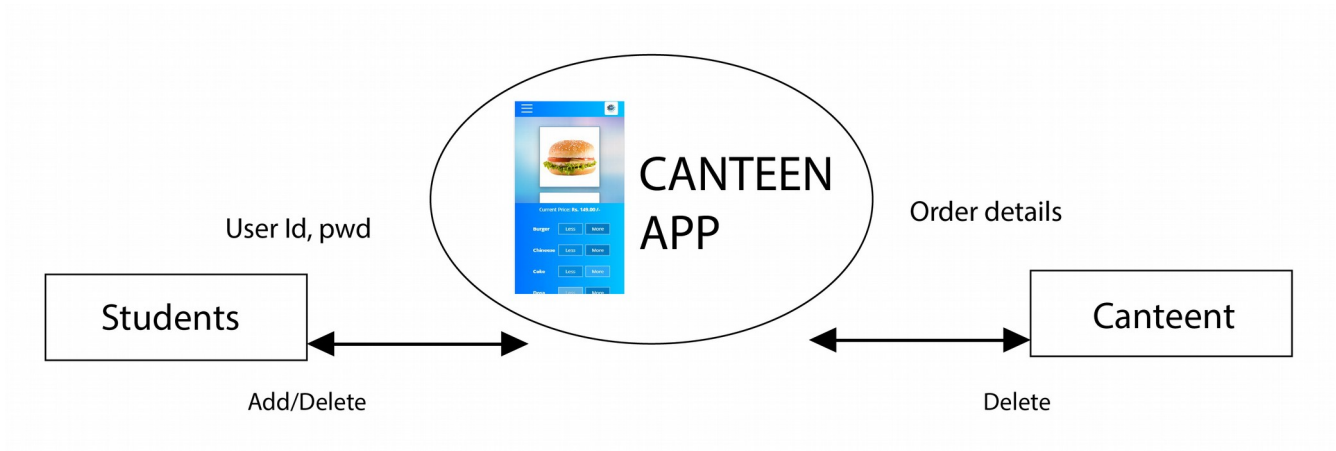 CANTEEN
APP
Current Price: Rs. 149.00 /-
Burger Less More
Chinese Less More
Coke Less More
More
User Id, pwd
Order details
Students
Canteent
Add/Delete
Delete